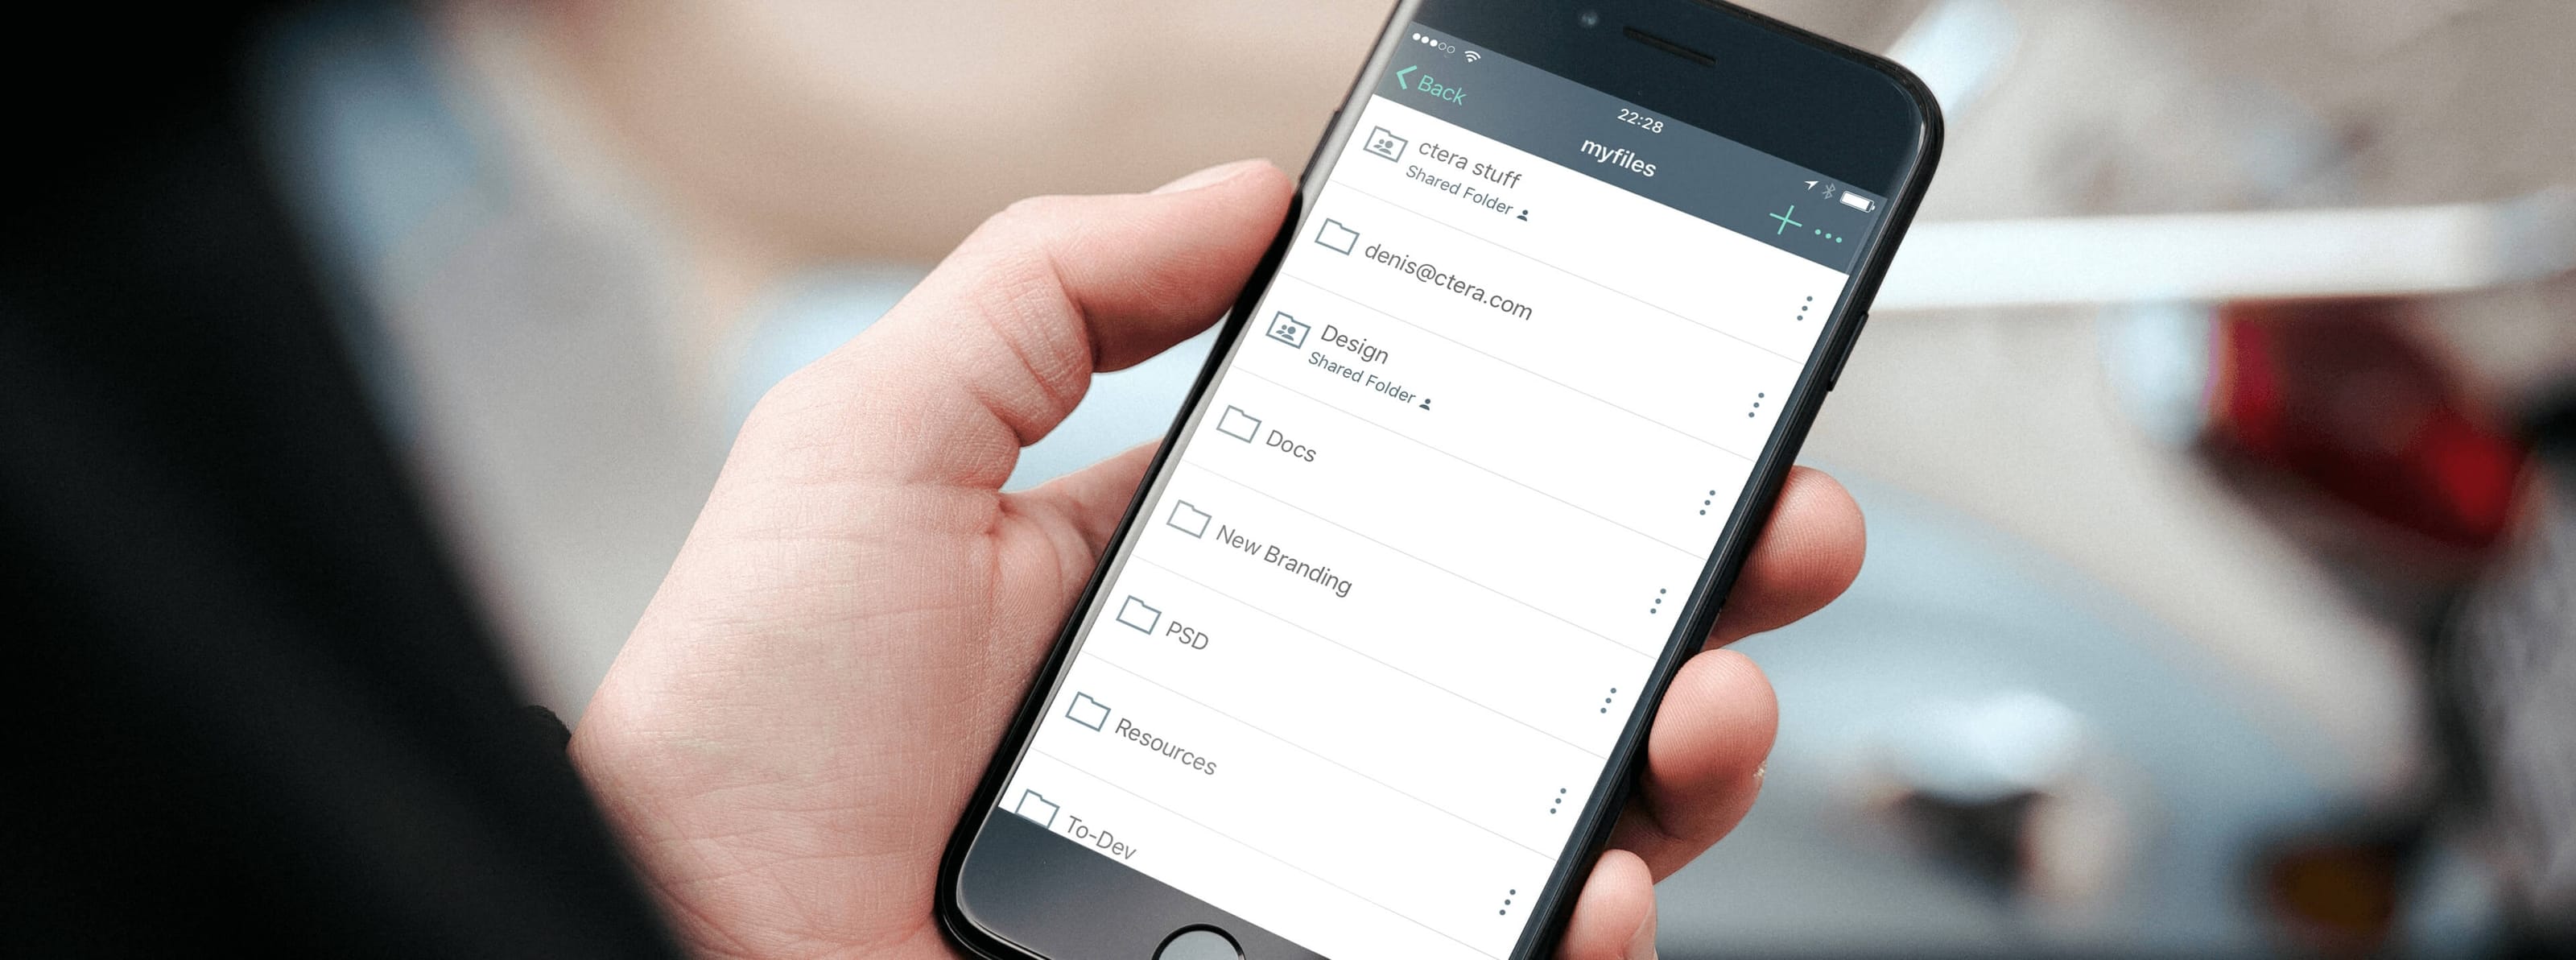 22:28
Back
myfiles
ctera stuff
Shared Folder
denis@ctera.com
Design
Shared Folder
Docs
New Branding
PSD
Resources
To-Dev